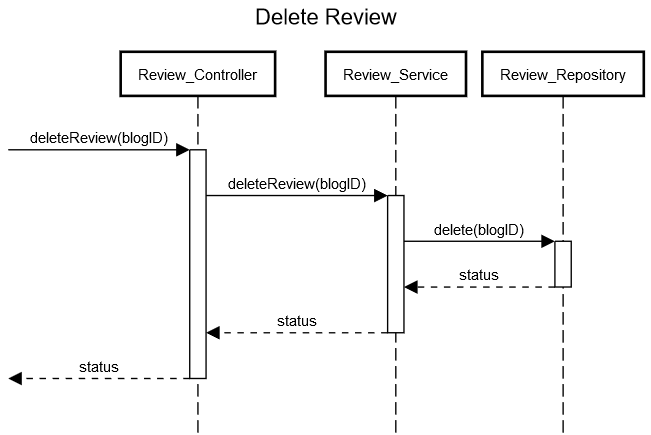 Delete Review
Review_Controller
Review_Service
Review_Repository
deleteReview(blogID)
deleteReview(blogID)
delete(blogID)
status
status
status